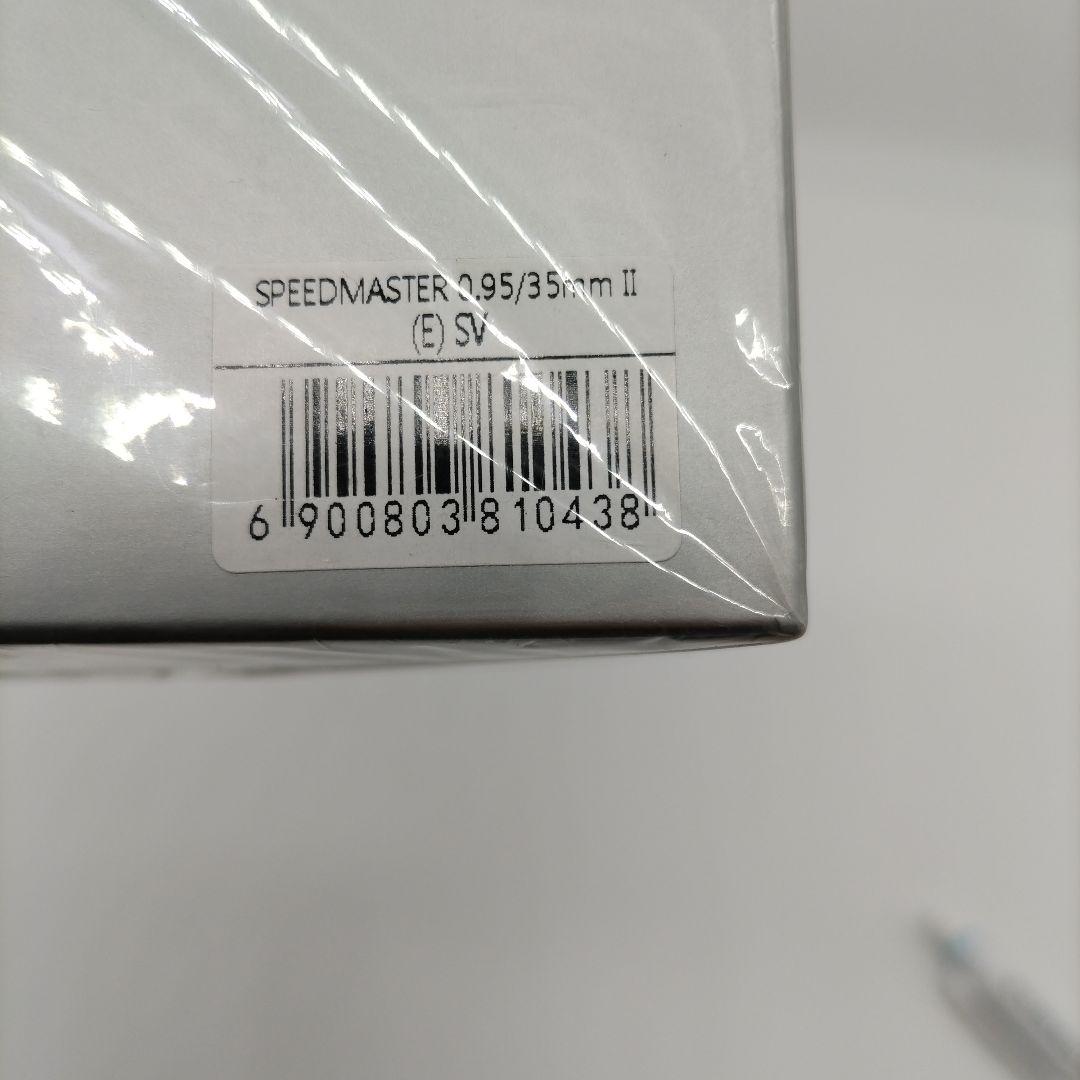 SPEEDMASTER 0.95/35mm II
(E) SV
6 900803 810438